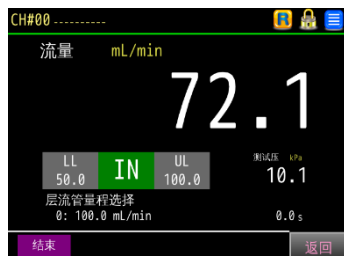 CH#00 ----------
R
流量 mL/min
72.1
LL IN UL 测试压 kPa
50.0 100.0 10.1
层流管量程选择
0: 100.0 mL/min 0.0 s
结束 返回